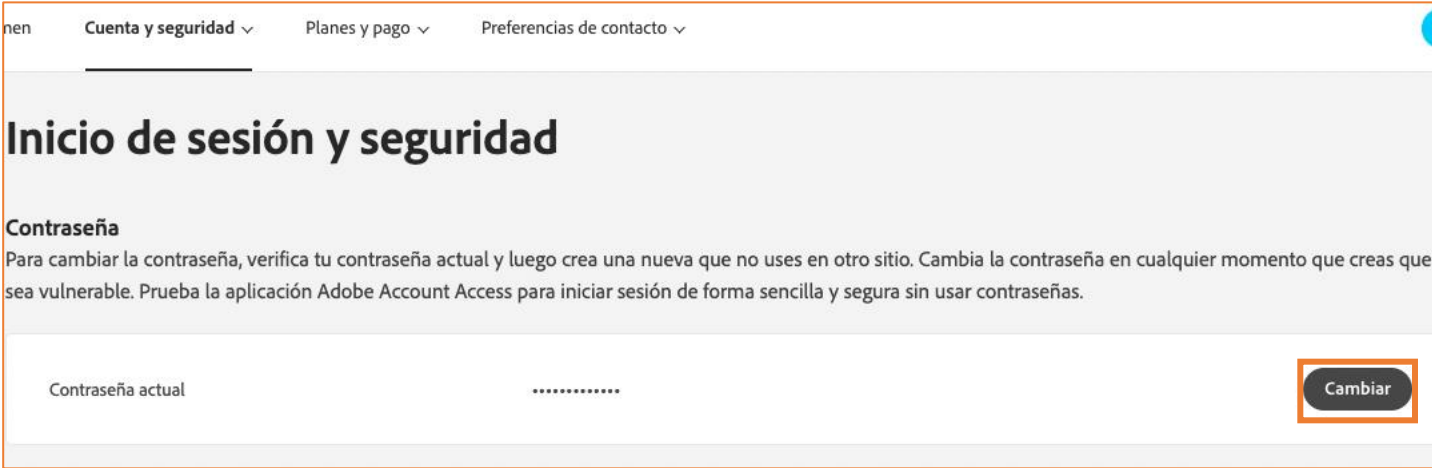 nen Cuenta y seguridad Planes y pago Preferencias de contacto
Inicio de sesión y seguridad
Contraseña
Para cambiar la contraseña, verifica tu contraseña actual y luego crea una nueva que no uses en otro sitio. Cambia la contraseña en cualquier momento que creas que
sea vulnerable. Prueba la aplicación Adobe Account Access para iniciar sesión de forma sencilla y segura sin usar contraseñas.
Contraseña actual ............. Cambiar